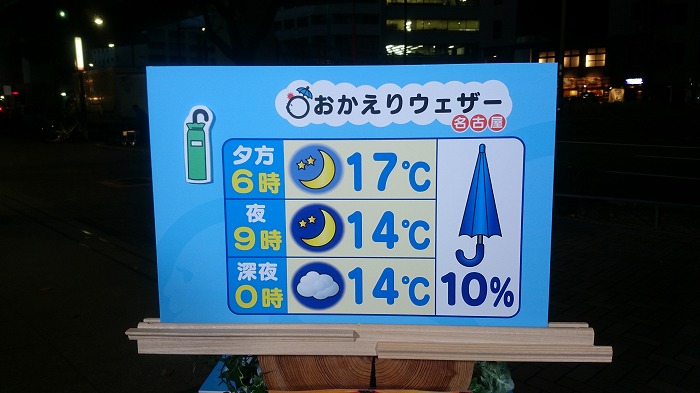 おかえりウェザー
名古屋
夕方
6時
17℃
夜
9時
14℃
深夜
0時
14℃
10%